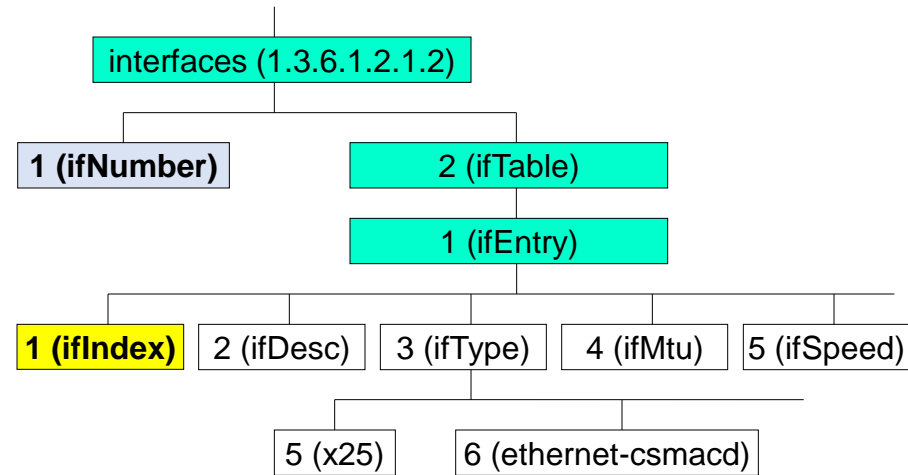 interfaces (1.3.6.1.2.1.2)
1 (ifNumber)
2 (ifTable)
1 (ifEntry)
1 (ifIndex)
2 (ifDesc)
3 (ifType)
4 (ifMtu)
5 (ifSpeed)
5 (x25)
6 (ethernet-csmacd)